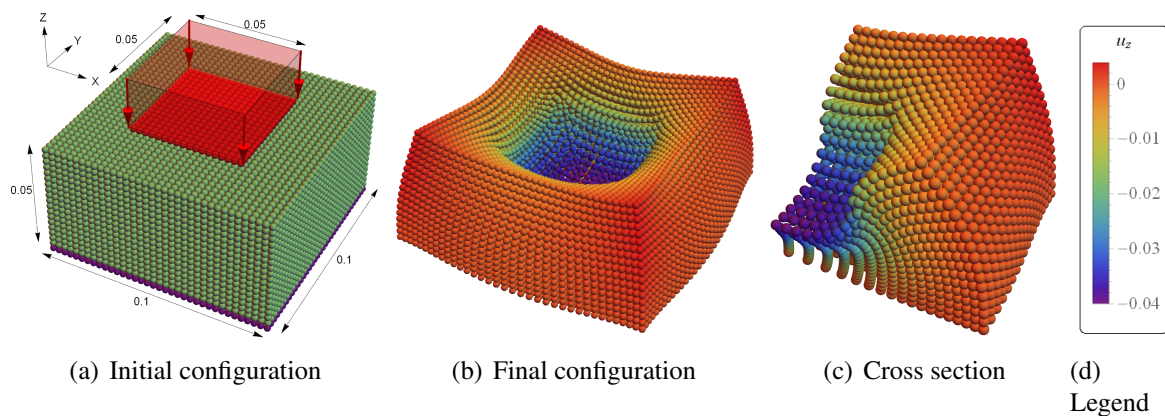 Z
Y
X
0.05
0.05
0.05
0.1
0.1
u_z
0
−0.01
−0.02
−0.03
−0.04
(a) Initial configuration
(b) Final configuration
(c) Cross section
(d)
Legend